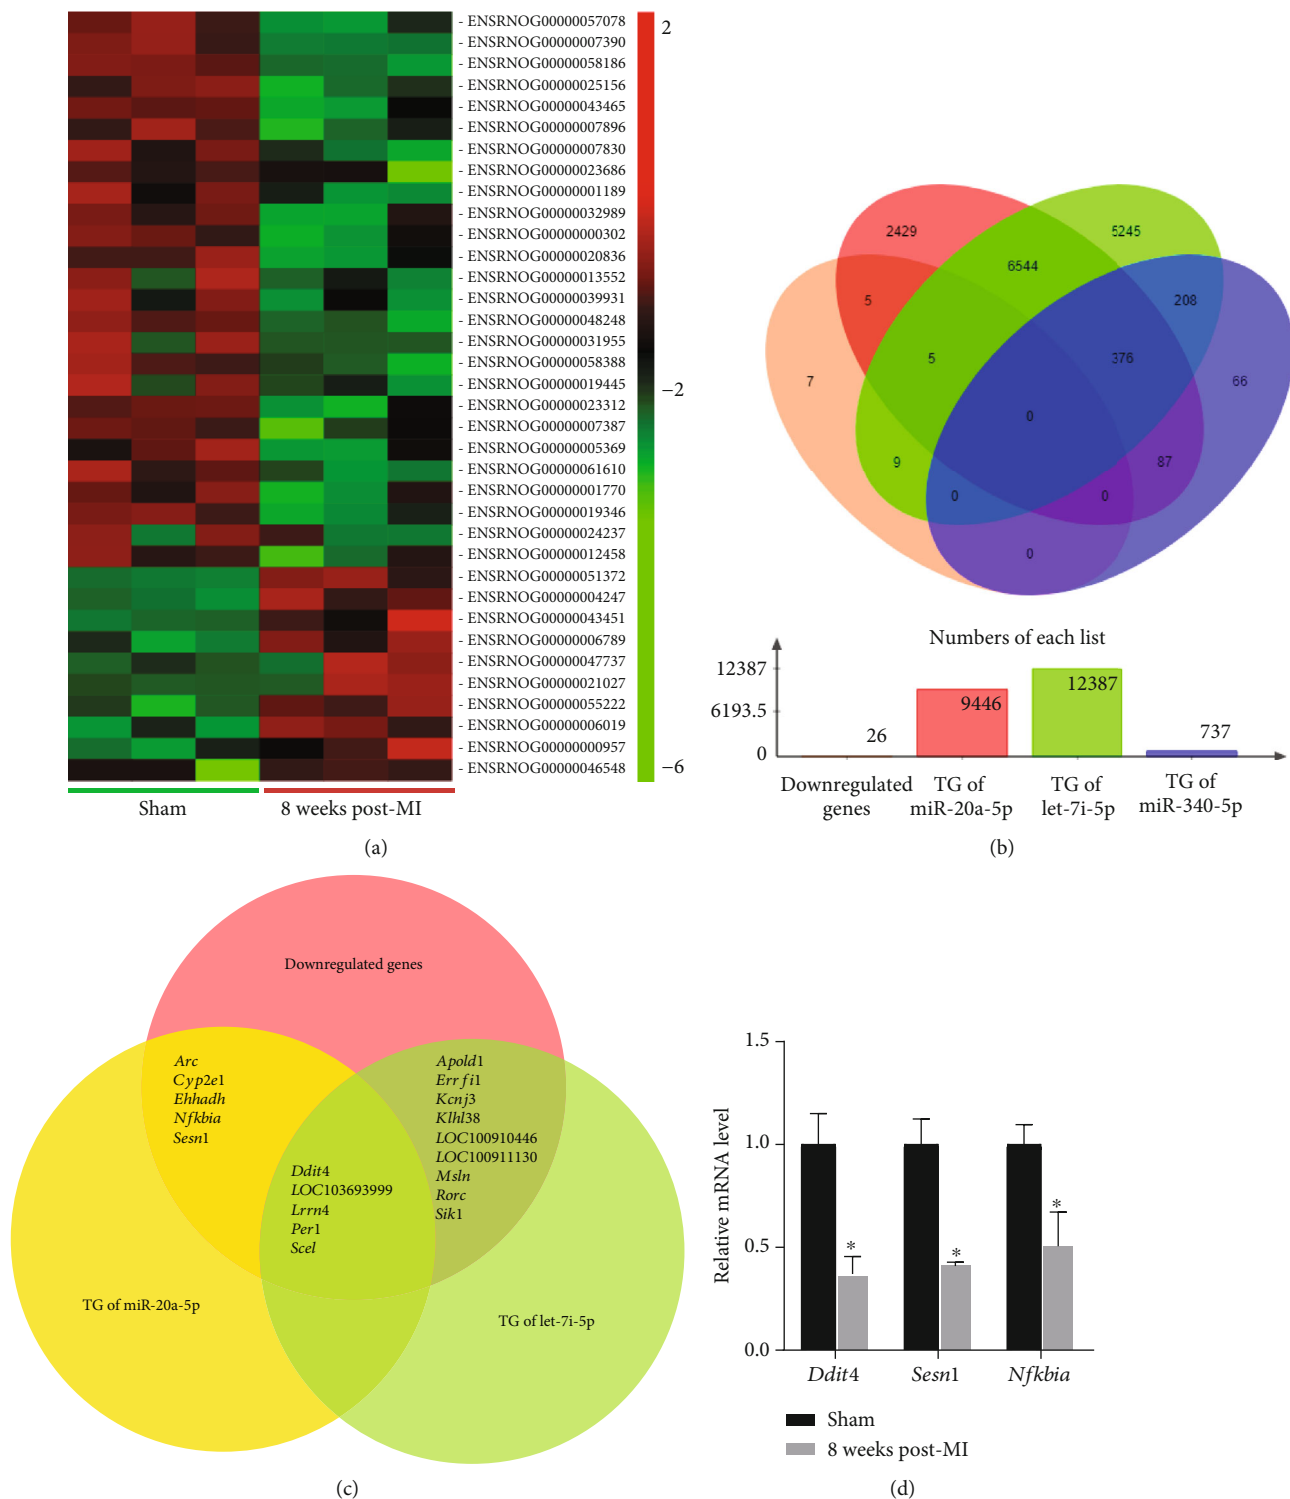 - ENSRNOG00000057078
- ENSRNOG00000007390
- ENSRNOG00000058186
- ENSRNOG00000025156
- ENSRNOG00000043465
- ENSRNOG00000007896
- ENSRNOG00000007830
- ENSRNOG00000023686
- ENSRNOG00000001189
- ENSRNOG00000032989
- ENSRNOG00000000302
- ENSRNOG00000020836
- ENSRNOG00000013552
- ENSRNOG00000039931
- ENSRNOG00000048248
- ENSRNOG00000031955
- ENSRNOG00000058388
- ENSRNOG00000019445
- ENSRNOG00000023312
- ENSRNOG00000007387
- ENSRNOG00000005369
- ENSRNOG00000061610
- ENSRNOG00000001770
- ENSRNOG00000019346
- ENSRNOG00000024237
- ENSRNOG00000012458
- ENSRNOG00000051372
- ENSRNOG00000004247
- ENSRNOG00000043451
- ENSRNOG00000006789
- ENSRNOG00000047737
- ENSRNOG00000021027
- ENSRNOG00000055222
- ENSRNOG00000006019
- ENSRNOG00000000957
- ENSRNOG00000046548
2
−2
−6
Sham
8 weeks post-MI
(a)
2429
5245
6544
5
208
5
376
7
66
0
9
87
0
0
0
Numbers of each list
12387
6193.5
0
26
9446
12387
737
Downregulated genes
TG of miR-20a-5p
TG of let-7i-5p
TG of miR-340-5p
(b)
Downregulated genes
Arc
Cyp2e1
Ehhadh
Nfkbia
Sesn1
Apold1
Errfi1
Kcnj3
Klhl38
LOC100910446
LOC100911130
Msln
Rorc
Sik1
Ddit4
LOC103693999
Lrrn4
Per1
Scel
TG of miR-20a-5p
TG of let-7i-5p
(c)
Relative mRNA level
1.5
1.0
0.5
0.0
*
*
*
Ddit4
Sesn1
Nfkbia
Sham
8 weeks post-MI
(d)